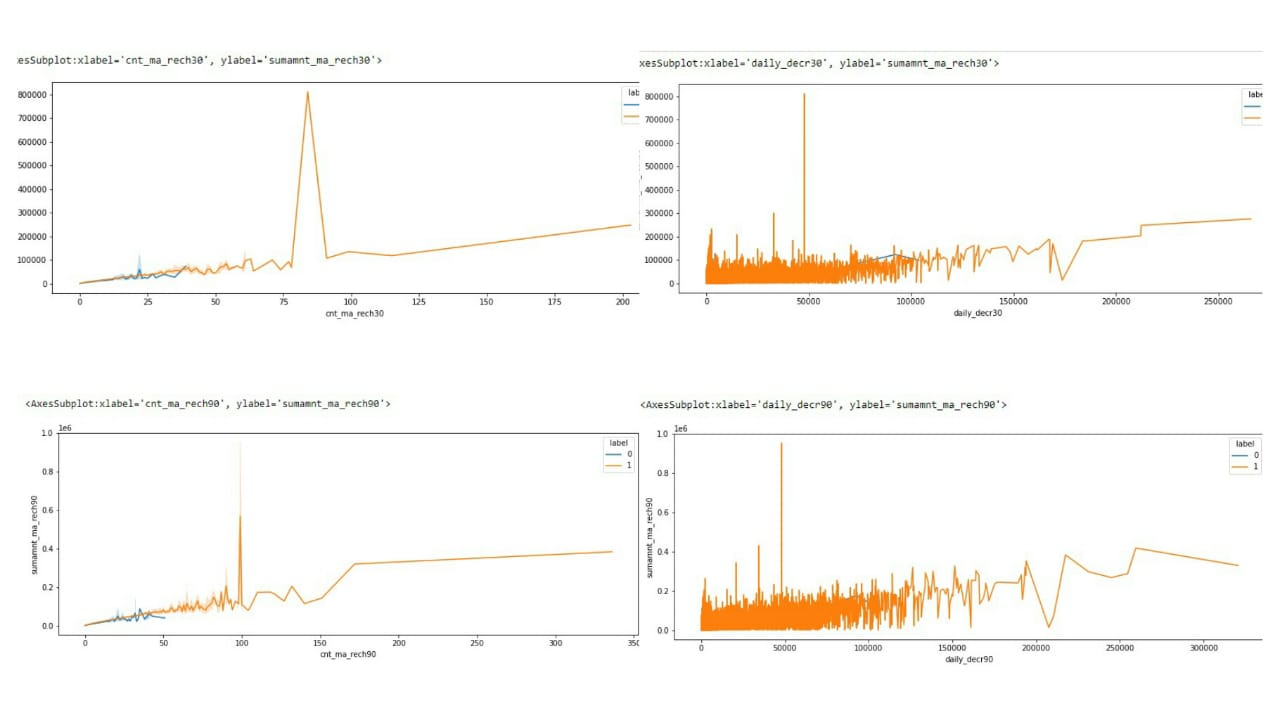 esSubplot:xlabel='cnt_ma_rech30', ylabel='sumamnt_ma_rech30'>
800000
700000
600000
500000
400000
300000
200000
100000
0
lab
0 25 50 75 100 125 150 175 200
cnt_ma_rech30
xesSubplot:xlabel='daily_decr30', ylabel='sumamnt_ma_rech30'>
800000
700000
600000
500000
400000
300000
200000
100000
0
labe
0 50000 100000 150000 200000 250000
daily_decr30
<AxesSubplot:xlabel='cnt_ma_rech90', ylabel='sumamnt_ma_rech90'>
1e6
1.0
0.8
0.6
0.4
0.2
0.0
sumamnt_ma_rech90
label
0
1
0 50 100 150 200 250 300 350
cnt_ma_rech90
<AxesSubplot:xlabel='daily_decr90', ylabel='sumamnt_ma_rech90'>
1e6
1.0
0.8
0.6
0.4
0.2
0.0
sumamnt_ma_rech90
label
0
1
0 50000 100000 150000 200000 250000 300000
daily_decr90